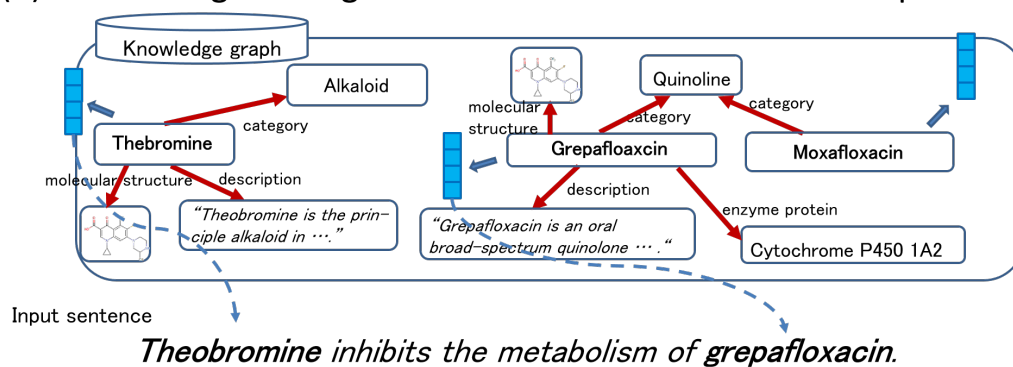 Knowledge graph
Alkaloid
category
Thebromine
molecular structure
description
"Theobromine is the prin-
ciple alkaloid in …."
molecular
structure
Quinoline
category
category
Grepafloaxcin
Moxafloxacin
description
enzyme protein
"Grepafloxacin is an oral
broad-spectrum quinolone … ."
Cytochrome P450 1A2
Input sentence
Theobromine inhibits the metabolism of grepafloxacin.